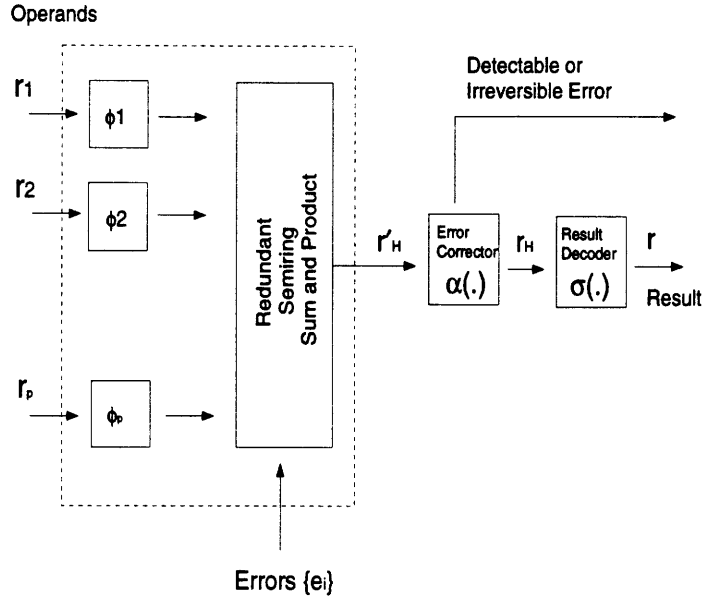 Operands
Detectable or
Irreversible Error
r1
ϕ1
r2
ϕ2
Redundant
Semiring
Sum and Product
r'H
Error
Corrector
α(.)
rH
Result
Decoder
σ(.)
r
Result
rp
ϕp
Errors {ei}